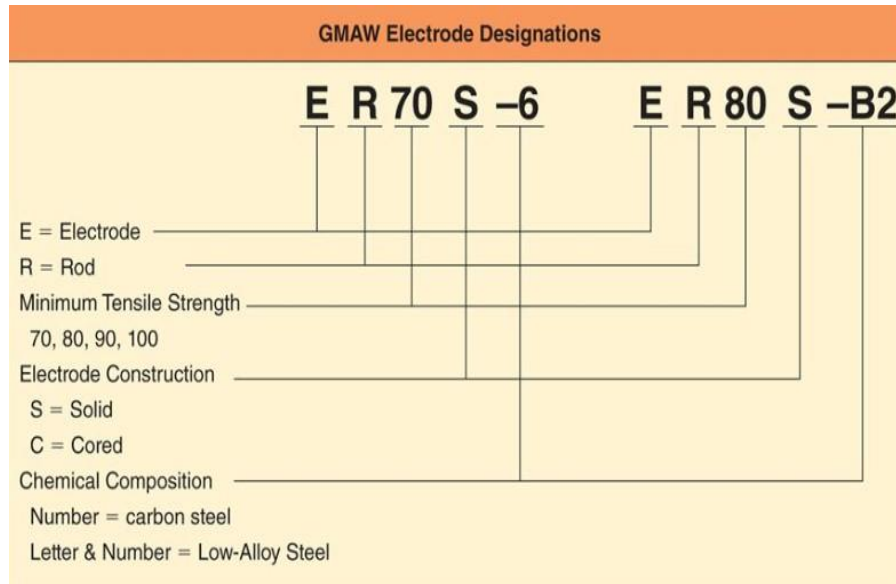 GMAW Electrode Designations
E R 70 S –6 E R 80 S –B2
E = Electrode
R = Rod
Minimum Tensile Strength
70, 80, 90, 100
Electrode Construction
S = Solid
C = Cored
Chemical Composition
Number = carbon steel
Letter & Number = Low-Alloy Steel